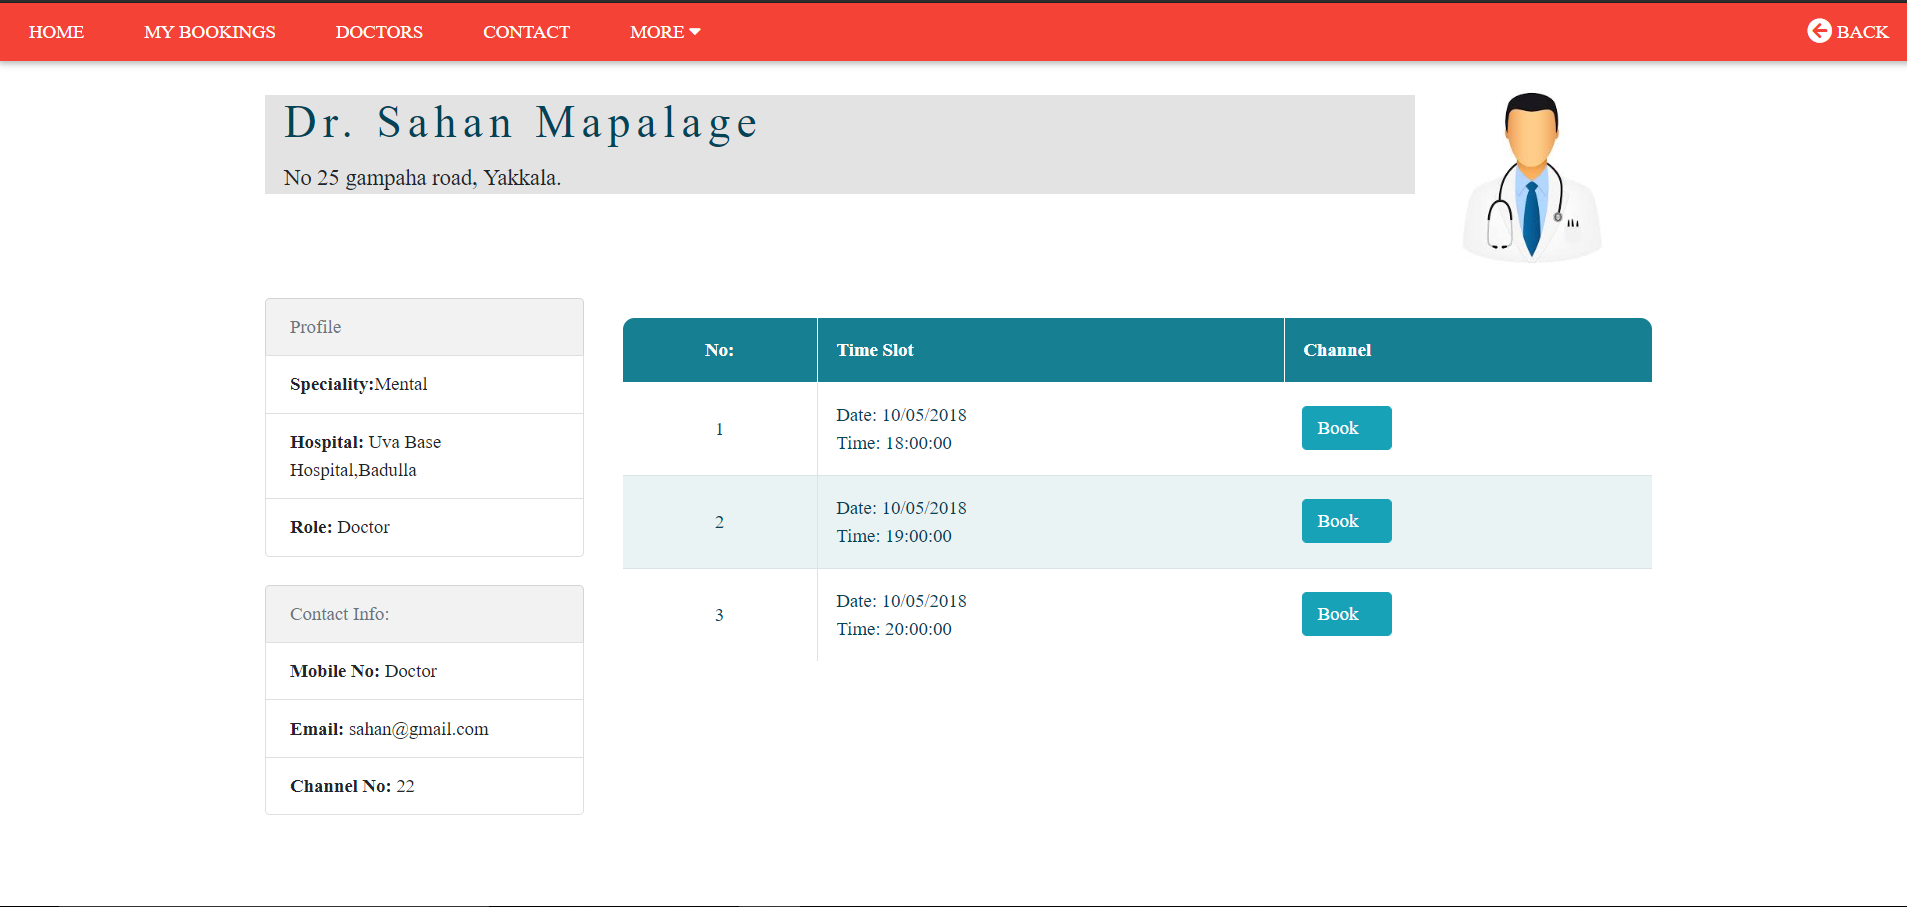 HOME MY BOOKINGS DOCTORS CONTACT MORE BACK
Dr. Sahan Mapalage
No 25 gampaha road, Yakkala.
Profile
Speciality:Mental
Hospital: Uva Base
Hospital,Badulla
Role: Doctor
Contact Info:
Mobile No: Doctor
Email: sahan@gmail.com
Channel No: 22
No: Time Slot Channel
1 Date: 10/05/2018
Time: 18:00:00 Book
2 Date: 10/05/2018
Time: 19:00:00 Book
3 Date: 10/05/2018
Time: 20:00:00 Book